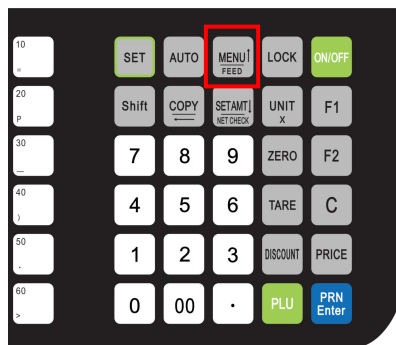 10
=
SET AUTO MENU↑ LOCK ON/OFF
FEED
20
P
Shift COPY SETAMT↓ UNIT F1
← NET CHECK X
30
—
7 8 9 ZERO F2
40
)
4 5 6 TARE C
50
.
1 2 3 DISCOUNT PRICE
60
>
0 00 · PLU PRN
Enter